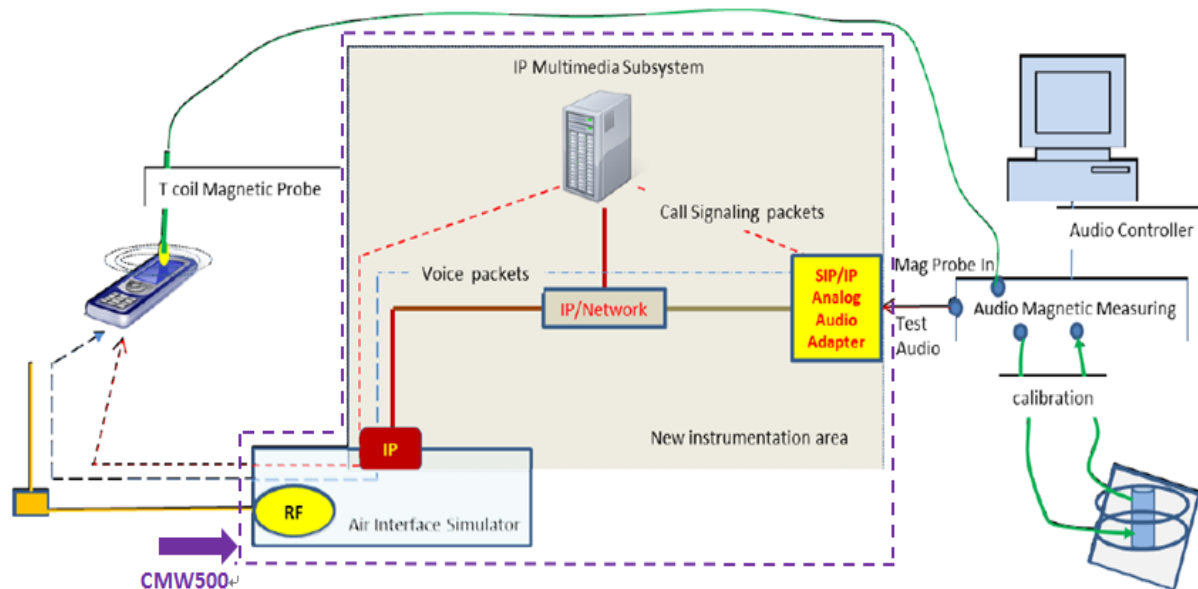 IP Multimedia Subsystem
T coil Magnetic Probe
Call Signaling packets
Audio Controller
Mag Probe In
Voice packets
SIP/IP
Analog
Audio
Adapter
IP/Network
Audio Magnetic Measuring
Test
Audio
calibration
New instrumentation area
IP
RF
Air Interface Simulator
CMW500